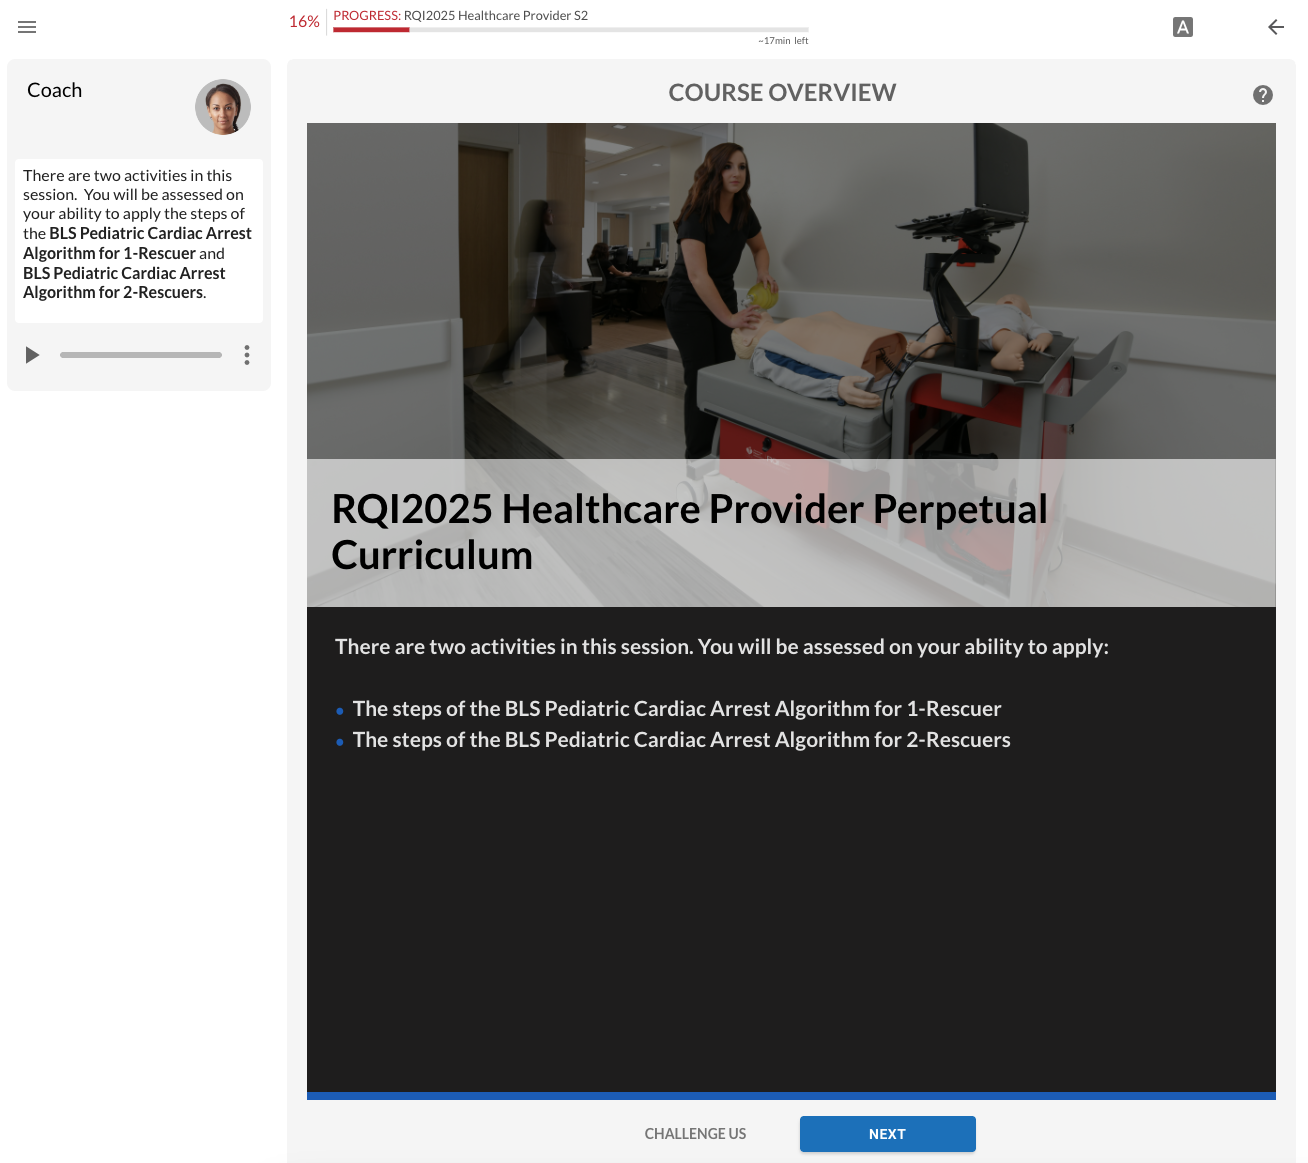 16%
PROGRESS: RQI2025 Healthcare Provider S2
~17min left
A
Coach
There are two activities in this
session.  You will be assessed on
your ability to apply the steps of
the BLS Pediatric Cardiac Arrest
Algorithm for 1-Rescuer and
BLS Pediatric Cardiac Arrest
Algorithm for 2-Rescuers.
COURSE OVERVIEW
?
RQI2025 Healthcare Provider Perpetual
Curriculum
There are two activities in this session. You will be assessed on your ability to apply:
• The steps of the BLS Pediatric Cardiac Arrest Algorithm for 1-Rescuer
• The steps of the BLS Pediatric Cardiac Arrest Algorithm for 2-Rescuers
CHALLENGE US
NEXT